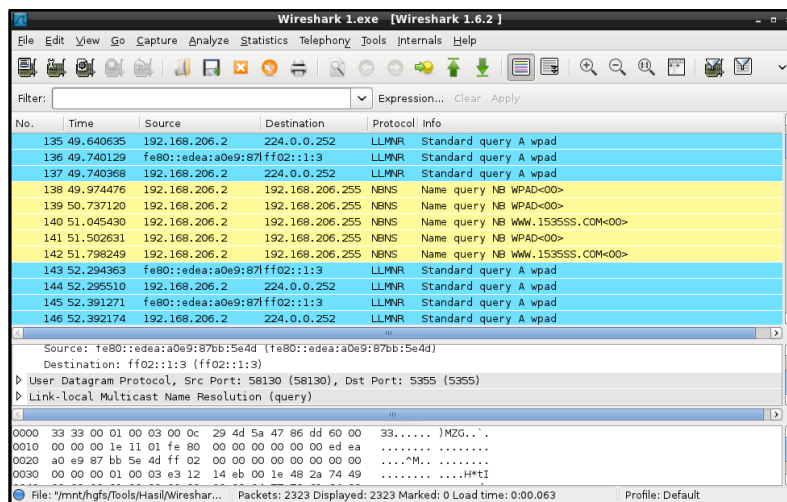 Wireshark 1.exe [Wireshark 1.6.2 ]
File Edit View Go Capture Analyze Statistics Telephony Tools Internals Help
Filter: Expression... Clear Apply
No. Time Source Destination Protocol Info
135 49.640635 192.168.206.2 224.0.0.252 LLMNR Standard query A wpad
136 49.740129 fe80::edea:a0e9:87 ff02::1:3 LLMNR Standard query A wpad
137 49.740368 192.168.206.2 224.0.0.252 LLMNR Standard query A wpad
138 49.974476 192.168.206.2 192.168.206.255 NBNS Name query NB WPAD<00>
139 50.737120 192.168.206.2 192.168.206.255 NBNS Name query NB WPAD<00>
140 51.045430 192.168.206.2 192.168.206.255 NBNS Name query NB WWW.1535SS.COM<00>
141 51.502631 192.168.206.2 192.168.206.255 NBNS Name query NB WPAD<00>
142 51.798249 192.168.206.2 192.168.206.255 NBNS Name query NB WWW.1535SS.COM<00>
143 52.294363 fe80::edea:a0e9:87 ff02::1:3 LLMNR Standard query A wpad
144 52.295510 192.168.206.2 224.0.0.252 LLMNR Standard query A wpad
145 52.391271 fe80::edea:a0e9:87 ff02::1:3 LLMNR Standard query A wpad
146 52.392174 192.168.206.2 224.0.0.252 LLMNR Standard query A wpad
Source: fe80::edea:a0e9:87bb:5e4d (fe80::edea:a0e9:87bb:5e4d)
Destination: ff02::1:3 (ff02::1:3)
User Datagram Protocol, Src Port: 58130 (58130), Dst Port: 5355 (5355)
Link-local Multicast Name Resolution (query)
0000 33 33 00 01 00 03 00 0c 29 4d 5a 47 86 dd 60 00 33...... )MZG..`.
0010 00 00 00 1e 11 01 fe 80 00 00 00 00 00 00 ed ea ........ ........
0020 a0 e9 87 bb 5e 4d ff 02 00 00 00 00 00 00 00 00 ....^M.. ........
0030 00 00 00 01 00 03 e3 12 14 eb 00 1e 48 2a 74 49 ........ ....H*tI
File: "/mnt/hgfs/Tools/Hasil/Wireshar... Packets: 2323 Displayed: 2323 Marked: 0 Load time: 0:00.063 Profile: Default